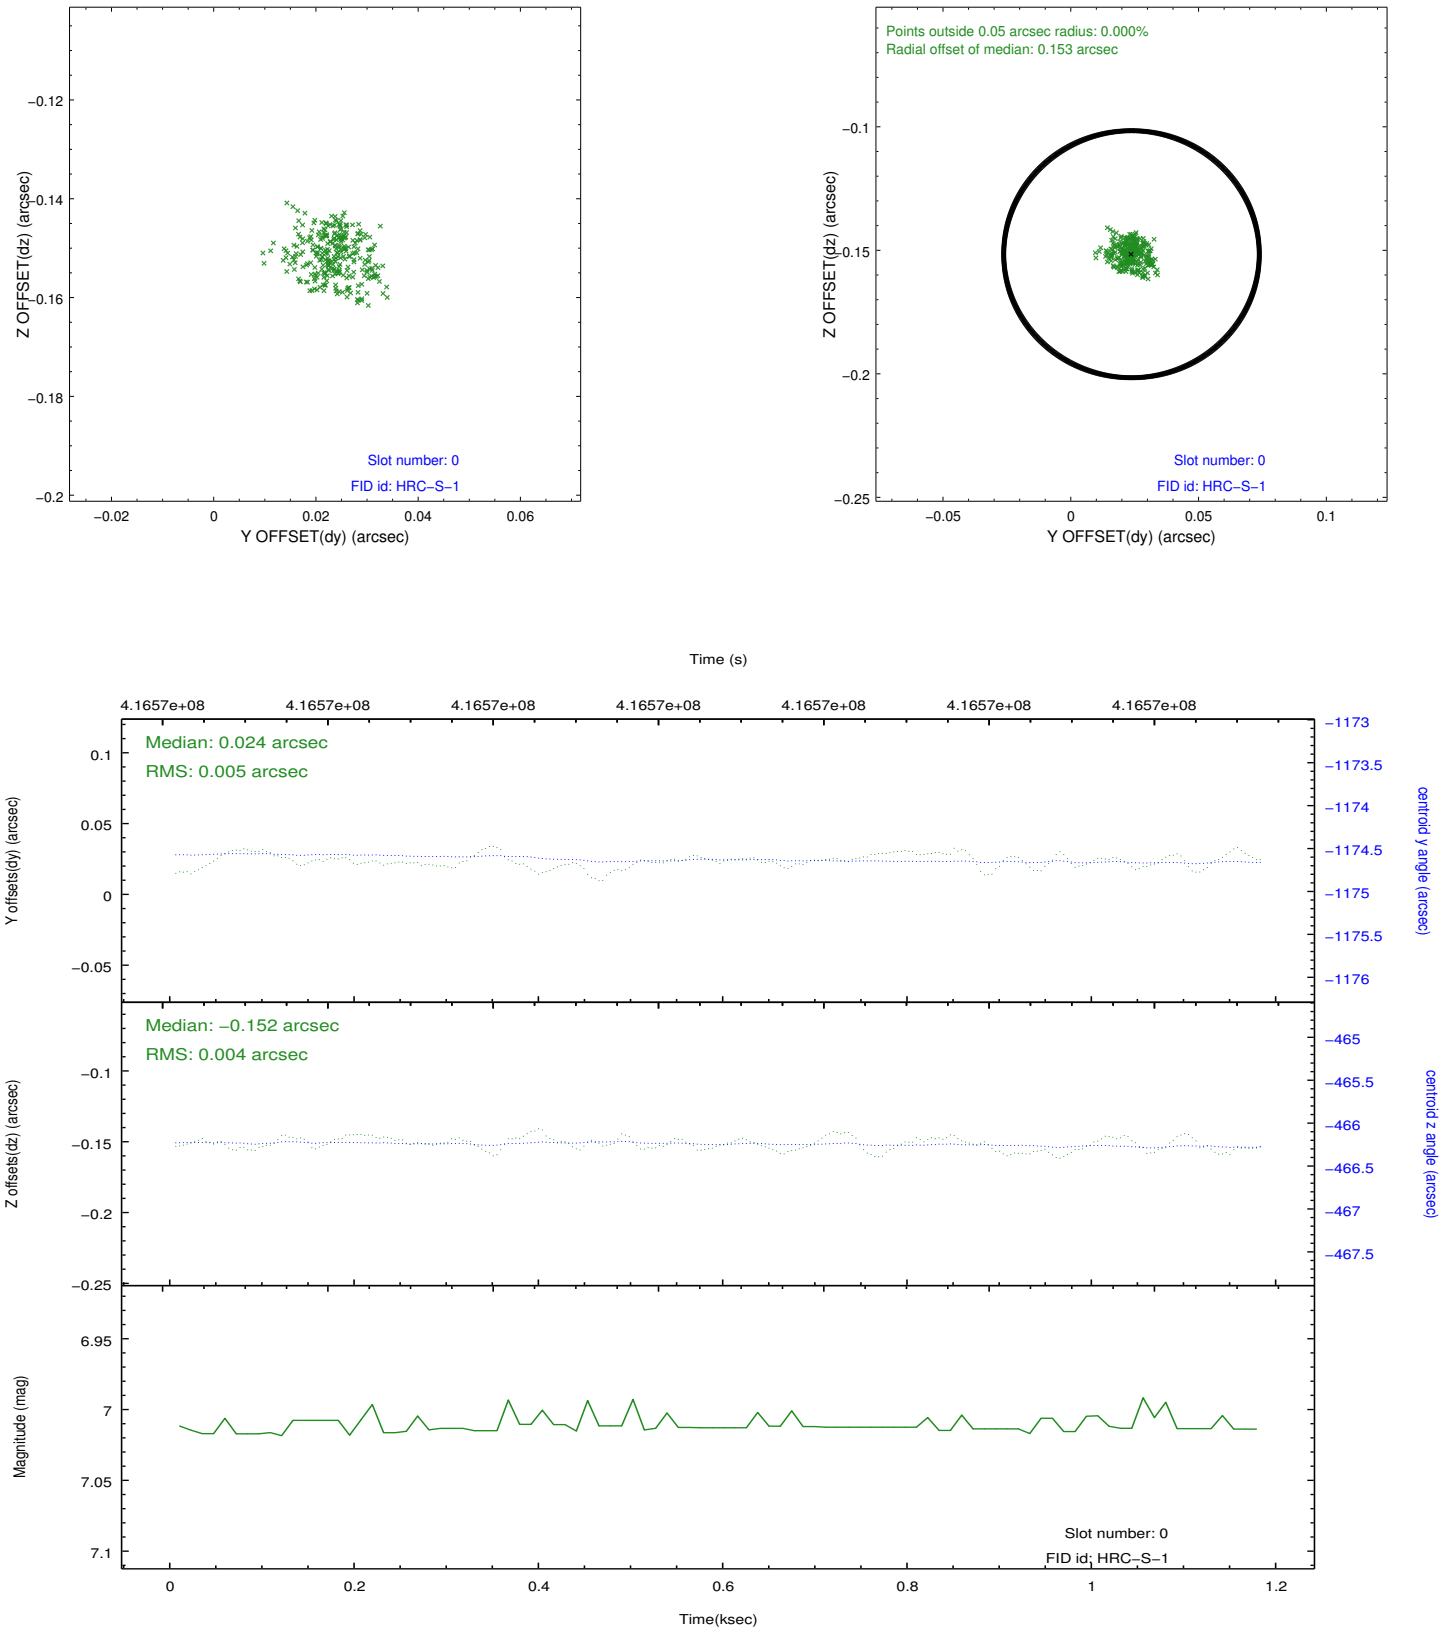 −0.12
−0.14
−0.16
−0.18
−0.2
Z OFFSET(dz) (arcsec)
Slot number: 0
FID id: HRC−S−1
−0.02 0 0.02 0.04 0.06
Y OFFSET(dy) (arcsec)
Points outside 0.05 arcsec radius: 0.000%
Radial offset of median: 0.153 arcsec
−0.1
−0.15
−0.2
−0.25
Z OFFSET(dz) (arcsec)
Slot number: 0
FID id: HRC−S−1
−0.05 0 0.05 0.1
Y OFFSET(dy) (arcsec)
Time (s)
4.1657e+08 4.1657e+08 4.1657e+08 4.1657e+08 4.1657e+08 4.1657e+08 4.1657e+08
Median: 0.024 arcsec
RMS: 0.005 arcsec
0.1
0.05
0
−0.05
Y offsets(dy) (arcsec)
−1173
−1173.5
−1174
−1174.5
−1175
−1175.5
−1176
centroid y angle (arcsec)
Median: −0.152 arcsec
RMS: 0.004 arcsec
−0.1
−0.15
−0.2
−0.25
Z offsets(dz) (arcsec)
−465
−465.5
−466
−466.5
−467
−467.5
centroid z angle (arcsec)
6.95
7
7.05
7.1
Magnitude (mag)
Slot number: 0
FID id: HRC−S−1
0 0.2 0.4 0.6 0.8 1 1.2
Time(ksec)